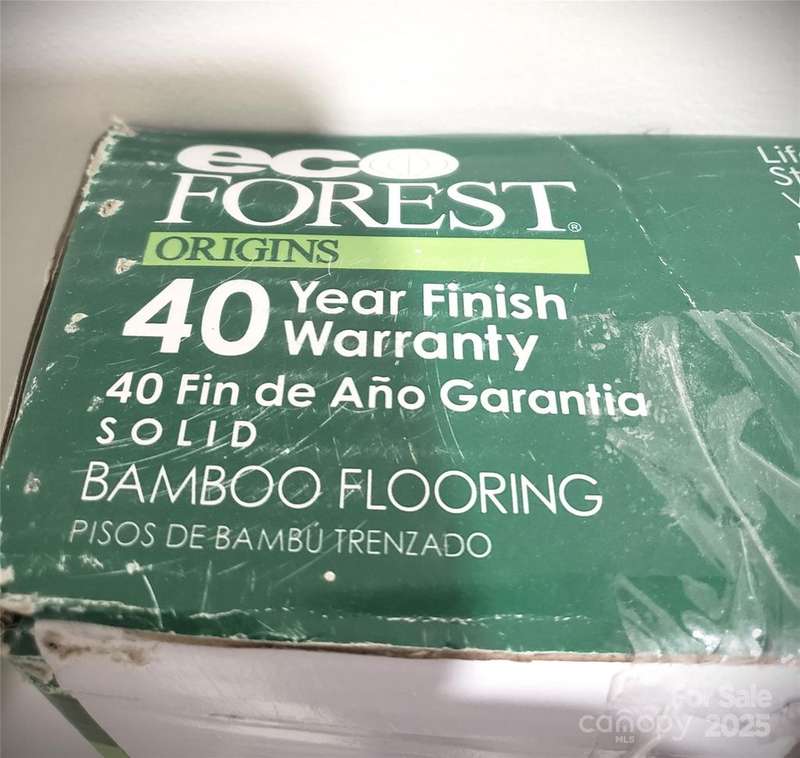 eco
FOREST®
ORIGINS
40 Year Finish
Warranty
40 Fin de Año Garantia
SOLID
BAMBOO FLOORING
PISOS DE BAMBÚ TRENZADO
For Sale
canopy 2025
MLS